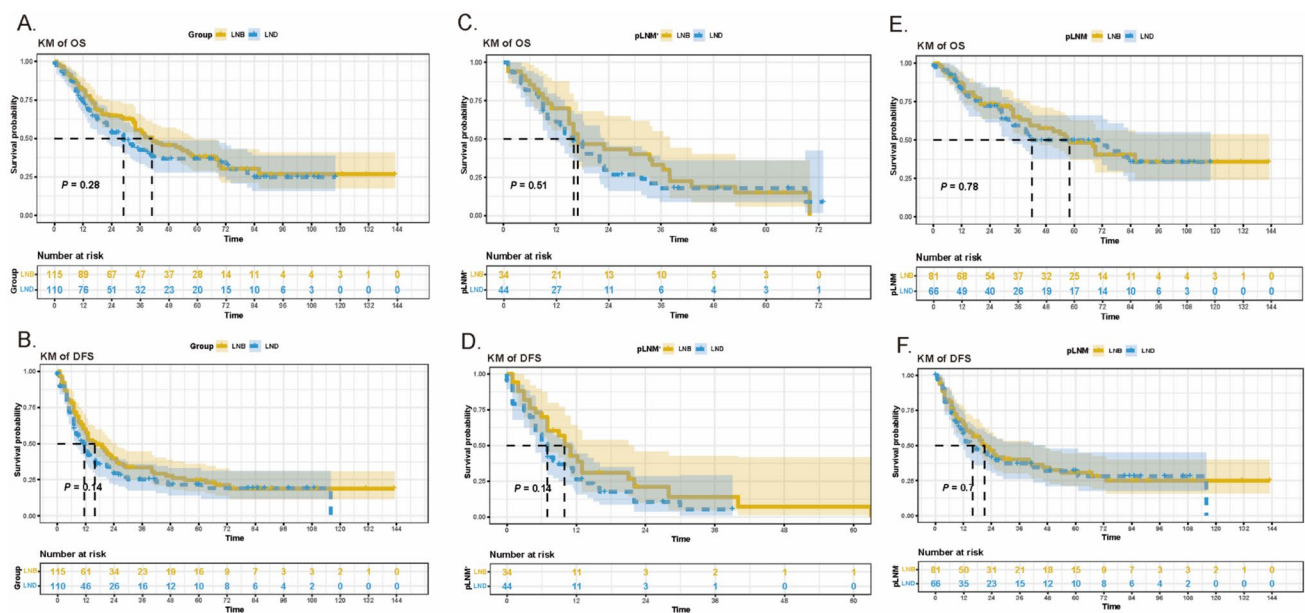 A.
Group LNB LND
KM of OS
Survival probability
1.00
0.75
0.50
0.25
0.00
P = 0.28
0 12 24 36 48 60 72 84 96 108 120 132 144
Time
Number at risk
Group
LNB 115 89 67 47 37 28 14 11 4 4 3 1 0
LND 110 76 51 32 23 20 15 10 6 3 0 0 0
0 12 24 36 48 60 72 84 96 108 120 132 144
Time
B.
Group LNB LND
KM of DFS
Survival probability
1.00
0.75
0.50
0.25
0.00
P = 0.14
0 12 24 36 48 60 72 84 96 108 120 132 144
Time
Number at risk
Group
LNB 115 61 34 23 19 16 9 7 3 3 2 1 0
LND 110 46 26 16 12 10 8 6 4 2 0 0 0
0 12 24 36 48 60 72 84 96 108 120 132 144
Time
C.
pLNM⁺ LNB LND
KM of OS
Survival probability
1.00
0.75
0.50
0.25
0.00
P = 0.51
0 12 24 36 48 60 72
Time
Number at risk
pLNM⁺
LNB 34 21 13 10 5 3 0
LND 44 27 11 6 4 3 1
0 12 24 36 48 60 72
Time
D.
pLNM⁺ LNB LND
KM of DFS
Survival probability
1.00
0.75
0.50
0.25
0.00
P = 0.14
0 10 20 30 40 50 60
Time
Number at risk
pLNM⁺
LNB 34 11 3 2 1 1
LND 44 11 3 1 0 0
0 12 24 36 48 60
Time
E.
pLNM LNB LND
KM of OS
Survival probability
1.00
0.75
0.50
0.25
0.00
P = 0.78
0 12 24 36 48 60 72 84 96 108 120 132 144
Time
Number at risk
pLNM
LNB 81 68 54 37 32 25 14 11 4 4 3 1 0
LND 66 49 40 26 19 17 14 10 6 3 0 0 0
0 12 24 36 48 60 72 84 96 108 120 132 144
Time
F.
pLNM LNB LND
KM of DFS
Survival probability
1.00
0.75
0.50
0.25
0.00
P = 0.7
0 12 24 36 48 60 72 84 96 108 120 132 144
Time
Number at risk
pLNM
LNB 81 50 31 21 18 15 9 7 3 3 2 1 0
LND 66 35 23 15 12 10 8 6 4 2 0 0 0
0 12 24 36 48 60 72 84 96 108 120 132 144
Time